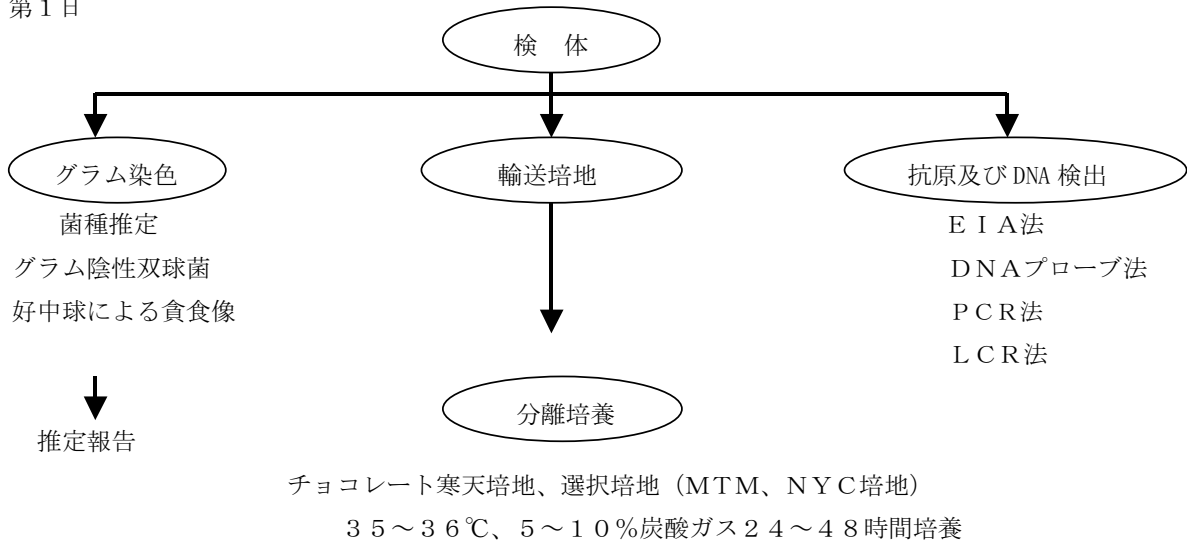 第１日
検　体
グラム染色
菌種推定
グラム陰性双球菌
好中球による貪食像
推定報告
輸送培地
分離培養
チョコレート寒天培地、選択培地（ＭＴＭ、ＮＹＣ培地）
３５～３６℃、５～１０％炭酸ガス２４～４８時間培養
抗原及び DNA 検出
ＥＩＡ法
ＤＮＡプローブ法
ＰＣＲ法
ＬＣＲ法